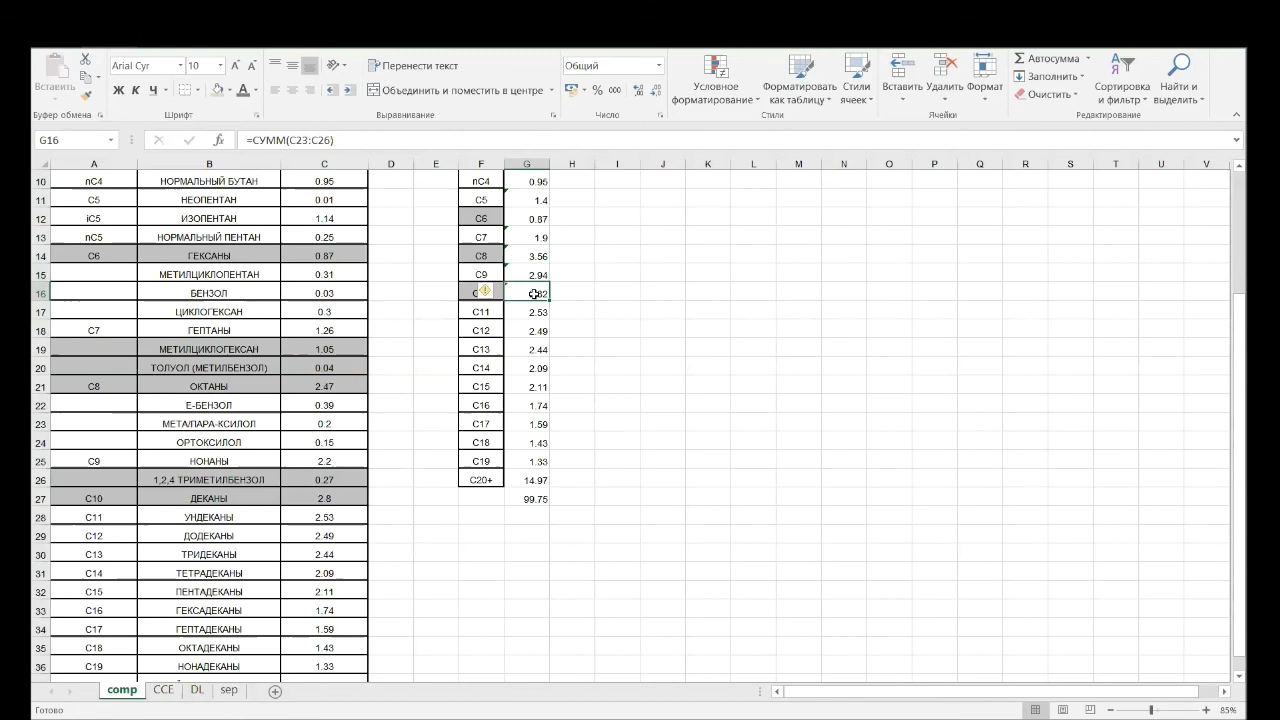 Вставить
Буфер обмена
Arial Cyr 10
Ж К Ч
Шрифт
Перенести текст
Объединить и поместить в центре
Выравнивание
Общий
% 000
Число
Условное форматирование
Форматировать как таблицу
Стили ячеек
Стили
Вставить Удалить Формат
Ячейки
Автосумма
Заполнить
Очистить
Сортировка и фильтр
Найти и выделить
Редактирование
G16 fx =СУММ(C23:C26)
A B C D E F G H I J K L M N O P Q R S T U V
10 nC4 НОРМАЛЬНЫЙ БУТАН 0.95 nC4 0.95
11 C5 НЕОПЕНТАН 0.01 C5 1.4
12 iC5 ИЗОПЕНТАН 1.14 C6 0.87
13 nC5 НОРМАЛЬНЫЙ ПЕНТАН 0.25 C7 1.9
14 C6 ГЕКСАНЫ 0.87 C8 3.56
15 МЕТИЛЦИКЛОПЕНТАН 0.31 C9 2.94
16 БЕНЗОЛ 0.03
17 ЦИКЛОГЕКСАН 0.3 C11 2.53
18 C7 ГЕПТАНЫ 1.26 C12 2.49
19 МЕТИЛЦИКЛОГЕКСАН 1.05 C13 2.44
20 ТОЛУОЛ (МЕТИЛБЕНЗОЛ) 0.04 C14 2.09
21 C8 ОКТАНЫ 2.47 C15 2.11
22 Е-БЕНЗОЛ 0.39 C16 1.74
23 МЕТА/ПАРА-КСИЛОЛ 0.2 C17 1.59
24 ОРТОКСИЛОЛ 0.15 C18 1.43
25 C9 НОНАНЫ 2.2 C19 1.33
26 1,2,4 ТРИМЕТИЛБЕНЗОЛ 0.27 C20+ 14.97
27 C10 ДЕКАНЫ 2.8 99.75
28 C11 УНДЕКАНЫ 2.53
29 C12 ДОДЕКАНЫ 2.49
30 C13 ТРИДЕКАНЫ 2.44
31 C14 ТЕТРАДЕКАНЫ 2.09
32 C15 ПЕНТАДЕКАНЫ 2.11
33 C16 ГЕКСАДЕКАНЫ 1.74
34 C17 ГЕПТАДЕКАНЫ 1.59
35 C18 ОКТАДЕКАНЫ 1.43
36 C19 НОНАДЕКАНЫ 1.33
comp CCE DL sep
Готово 85%